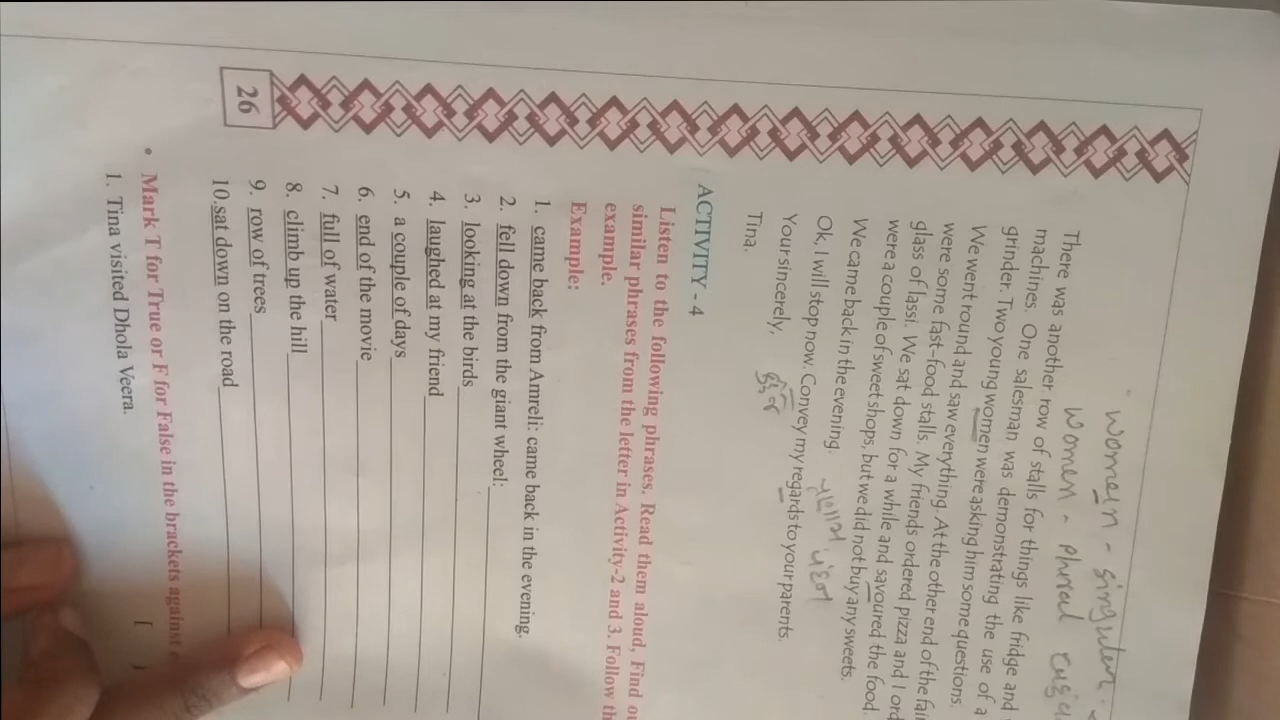 women - singular.
women - phural
There was another row of stalls for things like fridge and
machines. One salesman was demonstrating the use of a
grinder. Two young women were asking him some questions.
We went round and saw everything. At the other end of the fai
were some fast-food stalls. My friends ordered pizza and I ord
glass of lassi. We sat down for a while and savoured the food.
were a couple of sweet shops, but we did not buy any sweets.
We came back in the evening.
Ok, I will stop now. Convey my regards to your parents.
Your sincerely,
Tina.
ACTIVITY - 4
Listen to the following phrases. Read them aloud, Find ou
similar phrases from the letter in Activity-2 and 3. Follow th
example.
Example:
1. came back from Amreli: came back in the evening.
2. fell down from the giant wheel:
3. looking at the birds
4. laughed at my friend
5. a couple of days
6. end of the movie
7. full of water
8. climb up the hill
9. row of trees
10.sat down on the road
• Mark T for True or F for False in the brackets against
1. Tina visited Dhola Veera. [ ]
26